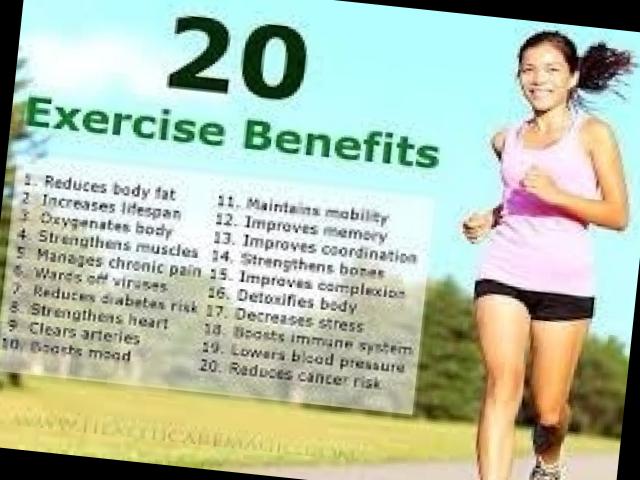 20
Exercise Benefits
1. Reduces body fat
2. Increases lifespan
3. Oxygenates body
4. Strengthens muscles
5. Manages chronic pain
6. Wards off viruses
7. Reduces diabetes risk
8. Strengthens heart
9. Clears arteries
10. Boosts mood
11. Maintains mobility
12. Improves memory
13. Improves coordination
14. Strengthens bones
15. Improves complexion
16. Detoxifies body
17. Decreases stress
18. Boosts immune system
19. Lowers blood pressure
20. Reduces cancer risk
WWW.HEALTHCAREMAGIC.COM